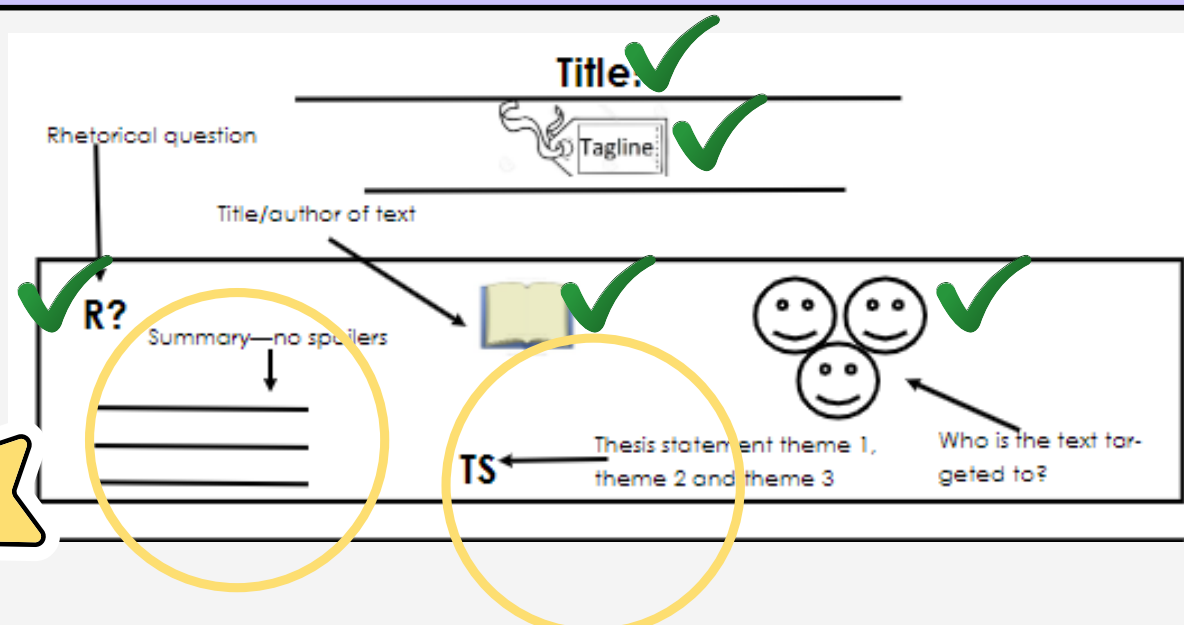 Title:
Tagline
Rhetorical question
Title/author of text
R?
Summary—no spoilers
TS
Thesis statement theme 1,
theme 2 and theme 3
Who is the text tar-
geted to?